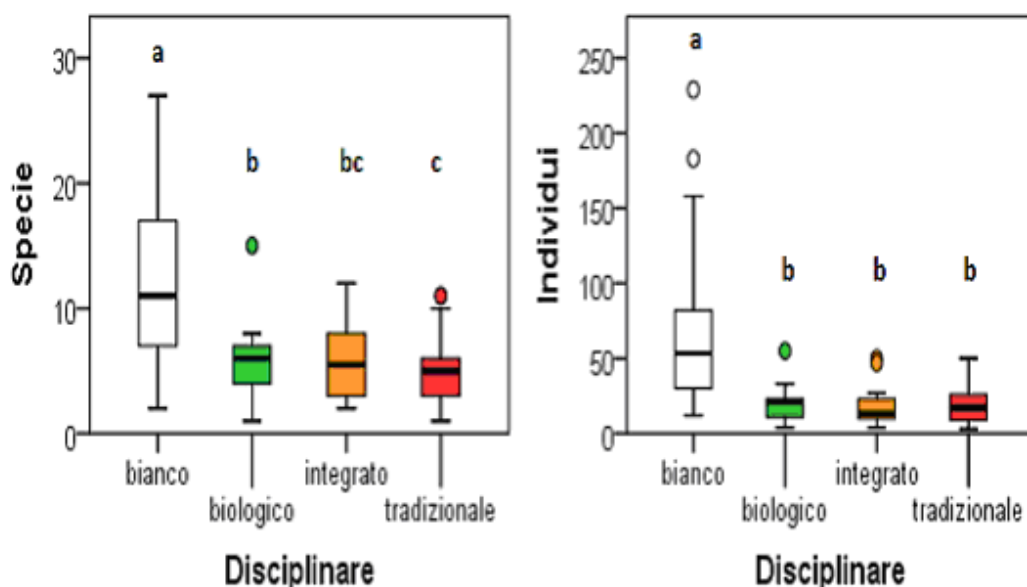 Specie
30
20
10
0
a
b
bc
c
bianco
biologico
integrato
tradizionale
Disciplinare
Individui
250
200
150
100
50
0
a
b
b
b
bianco
biologico
integrato
tradizionale
Disciplinare